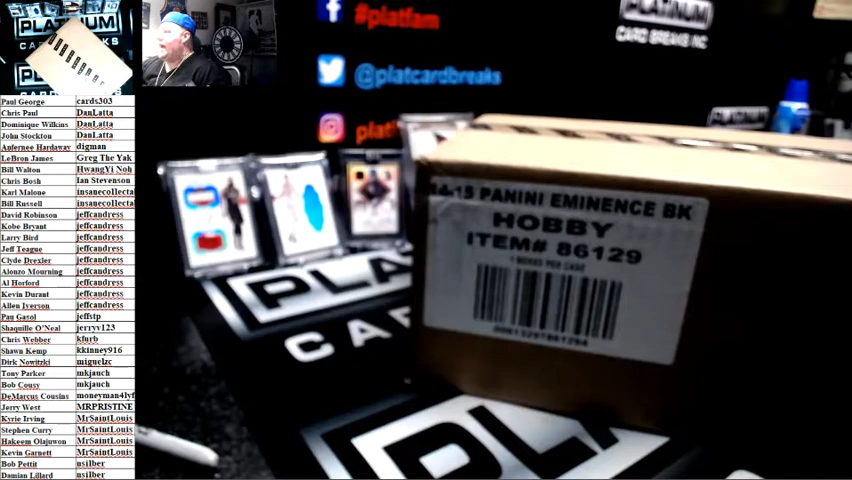 PLATINUM
CARD BREAKS
#platfam
@platcardbreaks
PLATINUM
CARD BREAKS INC
PLATINUM
14-15 PANINI EMINENCE BK
HOBBY
ITEM# 86129
PLA
CAR
PLA
Paul George cards303
Chris Paul DanLatta
Dominique Wilkins DanLatta
John Stockton DanLatta
Anfernee Hardaway digman
LeBron James Greg The Yak
Bill Walton HwangYi Noh
Chris Bosh Ian Stevenson
Karl Malone insanecollecta
Bill Russell insanecollecta
David Robinson jeffcandress
Kobe Bryant jeffcandress
Larry Bird jeffcandress
Jeff Teague jeffcandress
Clyde Drexler jeffcandress
Alonzo Mourning jeffcandress
Al Horford jeffcandress
Kevin Durant jeffcandress
Allen Iverson jeffcandress
Pau Gasol jeffstp
Shaquille O'Neal jerryv123
Chris Webber kfurb
Shawn Kemp kkinney916
Dirk Nowitzki miguelzc
Tony Parker mkjauch
Bob Cousy mkjauch
DeMarcus Cousins moneyman4lyf
Jerry West MRPRISTINE
Kyrie Irving MrSaintLouis
Stephen Curry MrSaintLouis
Hakeem Olajuwon MrSaintLouis
Kevin Garnett MrSaintLouis
Bob Pettit nsilber
Damian Lillard nsilber